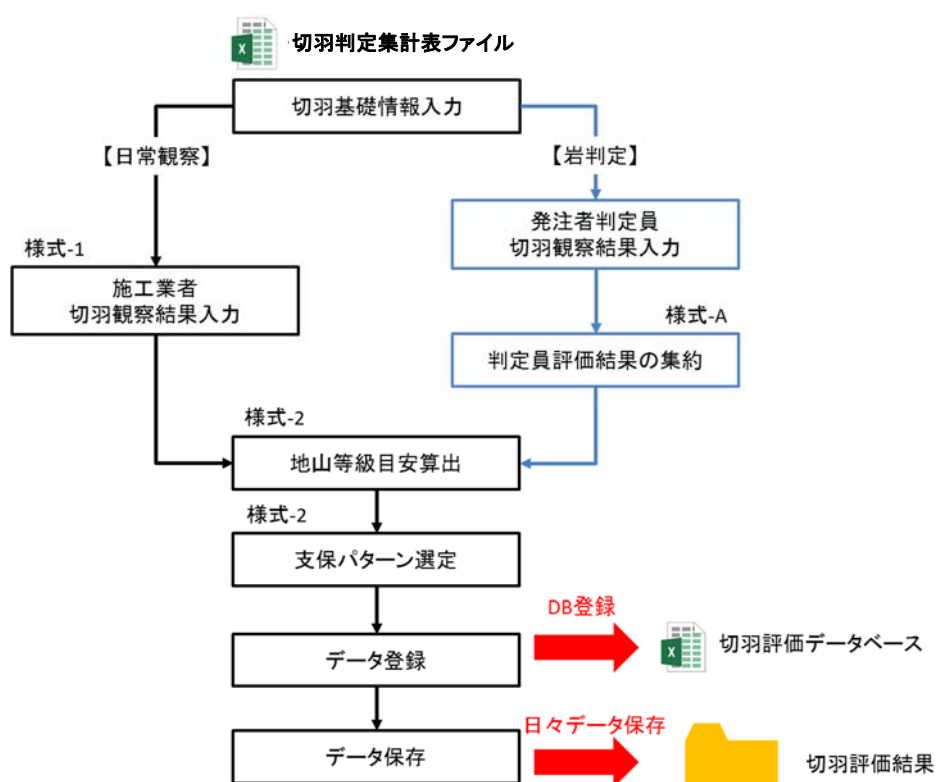 切羽判定集計表ファイル
切羽基礎情報入力
【日常観察】
【岩判定】
発注者判定員
切羽観察結果入力
様式-1
施工業者
切羽観察結果入力
様式-A
判定員評価結果の集約
様式-2
地山等級目安算出
様式-2
支保パターン選定
DB登録
データ登録
切羽評価データベース
日々データ保存
データ保存
切羽評価結果